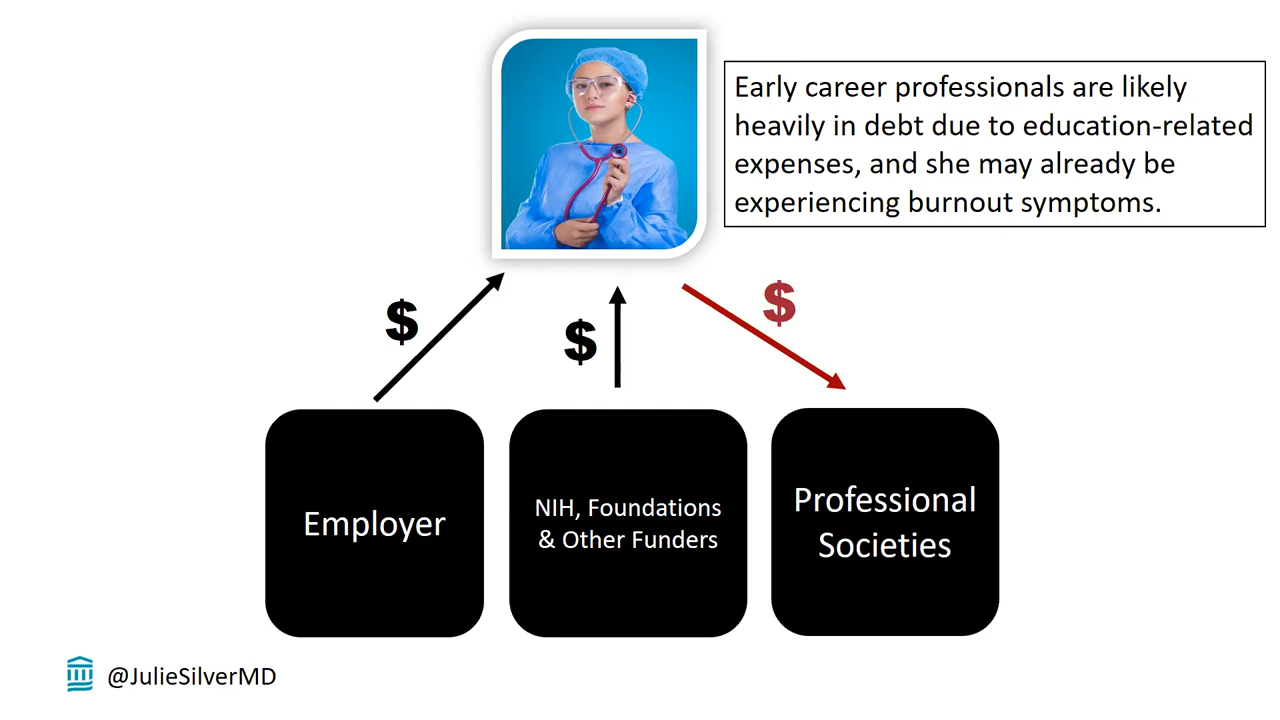 Early career professionals are likely
heavily in debt due to education-related
expenses, and she may already be
experiencing burnout symptoms.
$
$
$
Employer
NIH, Foundations
& Other Funders
Professional
Societies
@JulieSilverMD